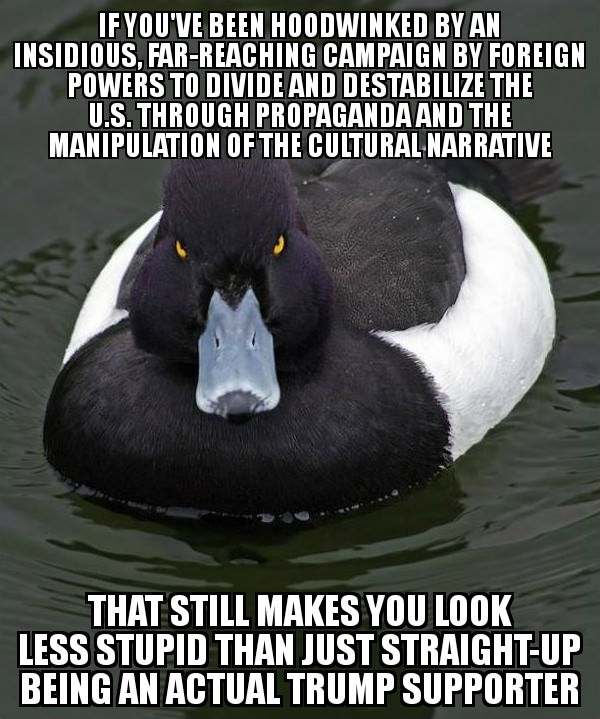 IF YOU'VE BEEN HOODWINKED BY AN
INSIDIOUS, FAR-REACHING CAMPAIGN BY FOREIGN
POWERS TO DIVIDE AND DESTABILIZE THE
U.S. THROUGH PROPAGANDA AND THE
MANIPULATION OF THE CULTURAL NARRATIVE
THAT STILL MAKES YOU LOOK
LESS STUPID THAN JUST STRAIGHT-UP
BEING AN ACTUAL TRUMP SUPPORTER